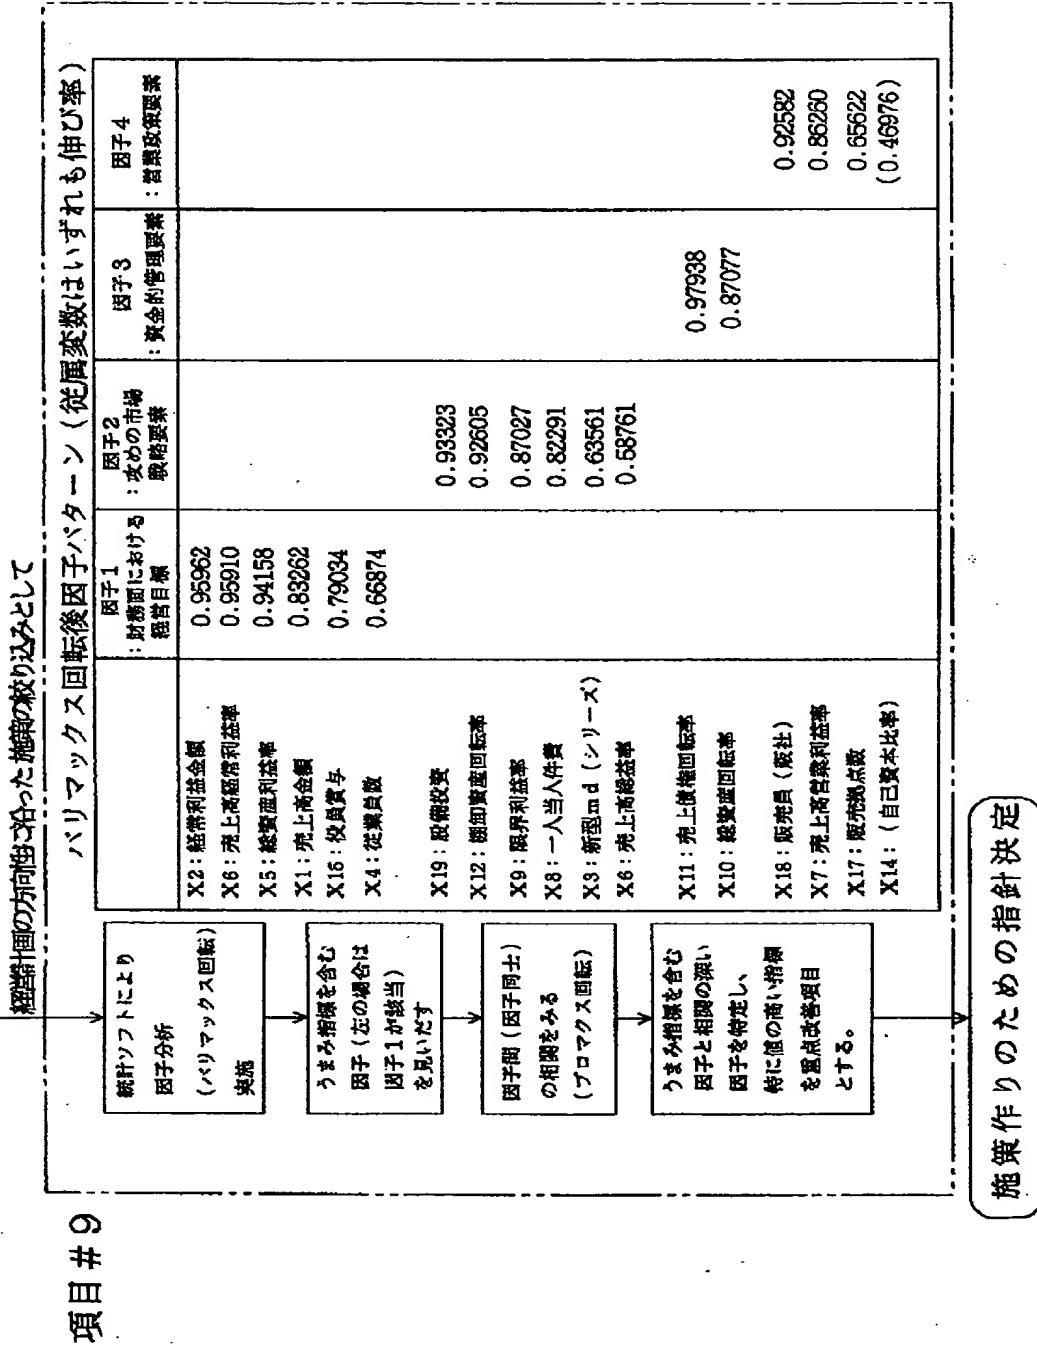 経営計画の方向性に沿った施策の絞り込みとして
項目#9
統計ソフトにより
因子分析
(バリマックス回転)
実施
うまみ指標を含む
因子(左の場合は
因子1が該当)
を見いだす
因子間(因子同士)
の相関をみる
(プロマクス回転)
うまみ指標を含む
因子と相関の深い
因子を特定し、
特に値の高い指標
を重点改善項目
とする。
バリマックス回転後因子パターン(従属変数はいずれも伸び率)
因子1
:財務面における
経営目標
因子2
:攻めの市場
戦略要素
因子3
:資金的管理要素
因子4
:営業政策要素
X2:経常利益金額 0.95962
X6:売上高経常利益率 0.95910
X5:総資産利益率 0.94158
X1:売上高金額 0.83262
X16:役員賞与 0.79034
X4:従業員数 0.66874
X19:設備投資 0.93323
X12:棚卸資産回転率 0.92605
X9:限界利益率 0.87027
X8:一人当人件費 0.82291
X3:新型md(シリーズ) 0.63561
X6:売上高総益率 0.58761
X11:売上債権回転率 0.97938
X10:総資産回転率 0.87077
X18:販売員(販社) 0.92582
X7:売上高営業利益率 0.86260
X17:販売拠点数 0.65622
X14:(自己資本比率) (0.46976)
施策作りのための指針決定